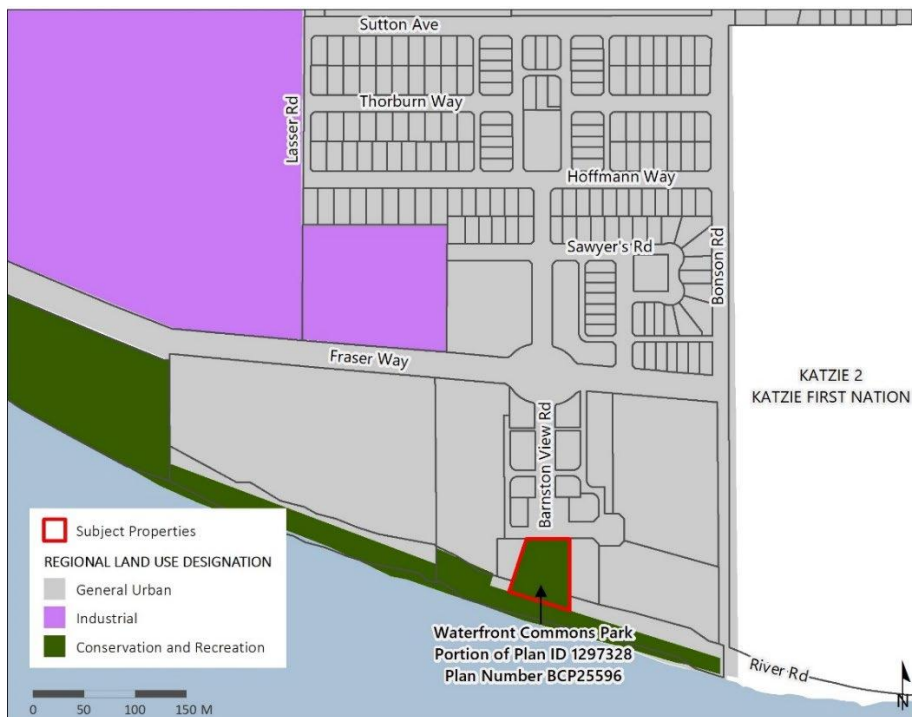 Sutton Ave
Thorburn Way
Lasser Rd
Hoffmann Way
Sawyer's Rd
Bonson Rd
Fraser Way
KATZIE 2
KATZIE FIRST NATION
Barnston View Rd
Subject Properties
REGIONAL LAND USE DESIGNATION
General Urban
Industrial
Conservation and Recreation
Waterfront Commons Park
Portion of Plan ID 1297328
Plan Number BCP25596
River Rd
0 50 100 150 M
N